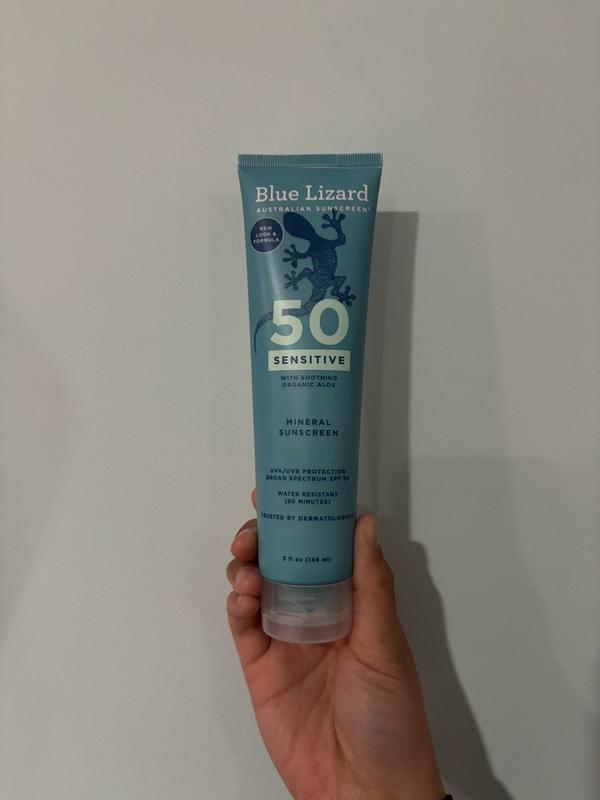 Blue Lizard
AUSTRALIAN SUNSCREEN®
NEW
LOOK &
FORMULA
50
SENSITIVE
WITH SOOTHING
ORGANIC ALOE
MINERAL
SUNSCREEN
UVA/UVB PROTECTION
BROAD SPECTRUM SPF 50
WATER RESISTANT
(80 MINUTES)
TRUSTED BY DERMATOLOGISTS
5 fl oz (148 ml)